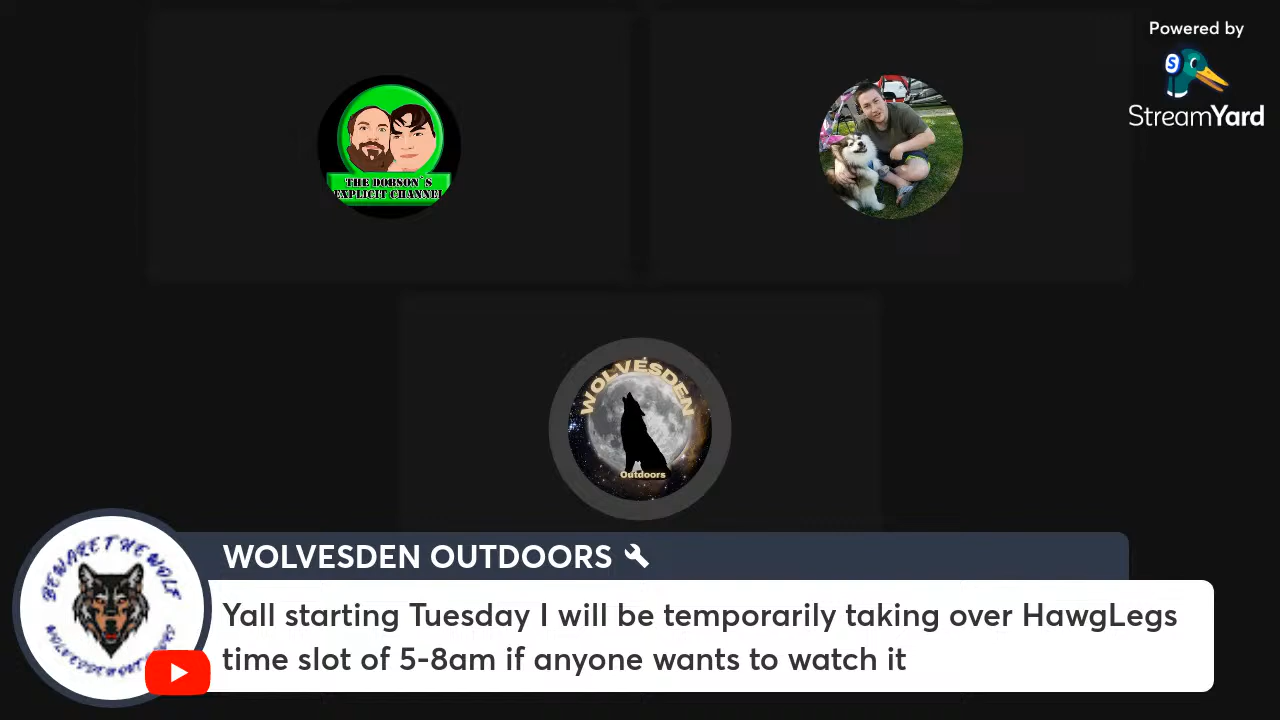 Powered by
StreamYard
S
THE DOBSON'S
EXPLICIT CHANNEL
WOLVESDEN
Outdoors
BEWARE THE WOLF
WOLVESDEN OUTDOORS
Yall starting Tuesday I will be temporarily taking over HawgLegs
time slot of 5-8am if anyone wants to watch it